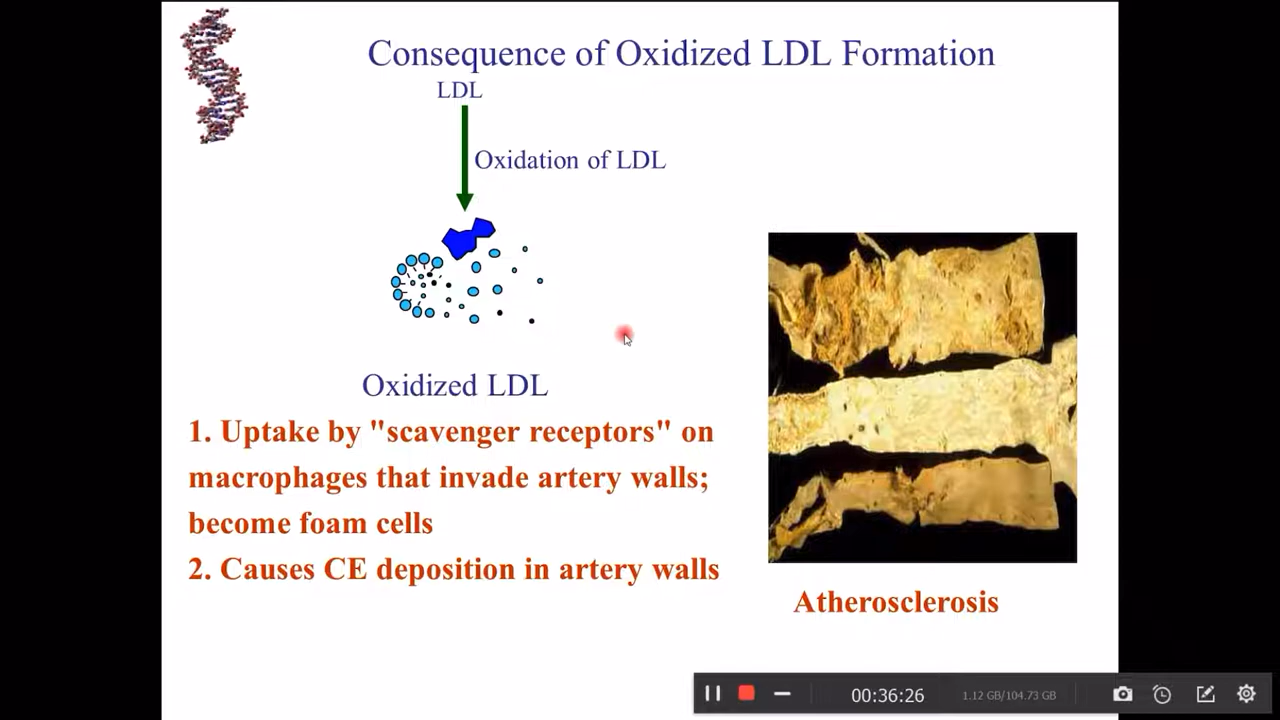 Consequence of Oxidized LDL Formation
LDL
Oxidation of LDL
Oxidized LDL
1. Uptake by "scavenger receptors" on
macrophages that invade artery walls;
become foam cells
2. Causes CE deposition in artery walls
Atherosclerosis
00:36:26
1.12 GB/104.73 GB